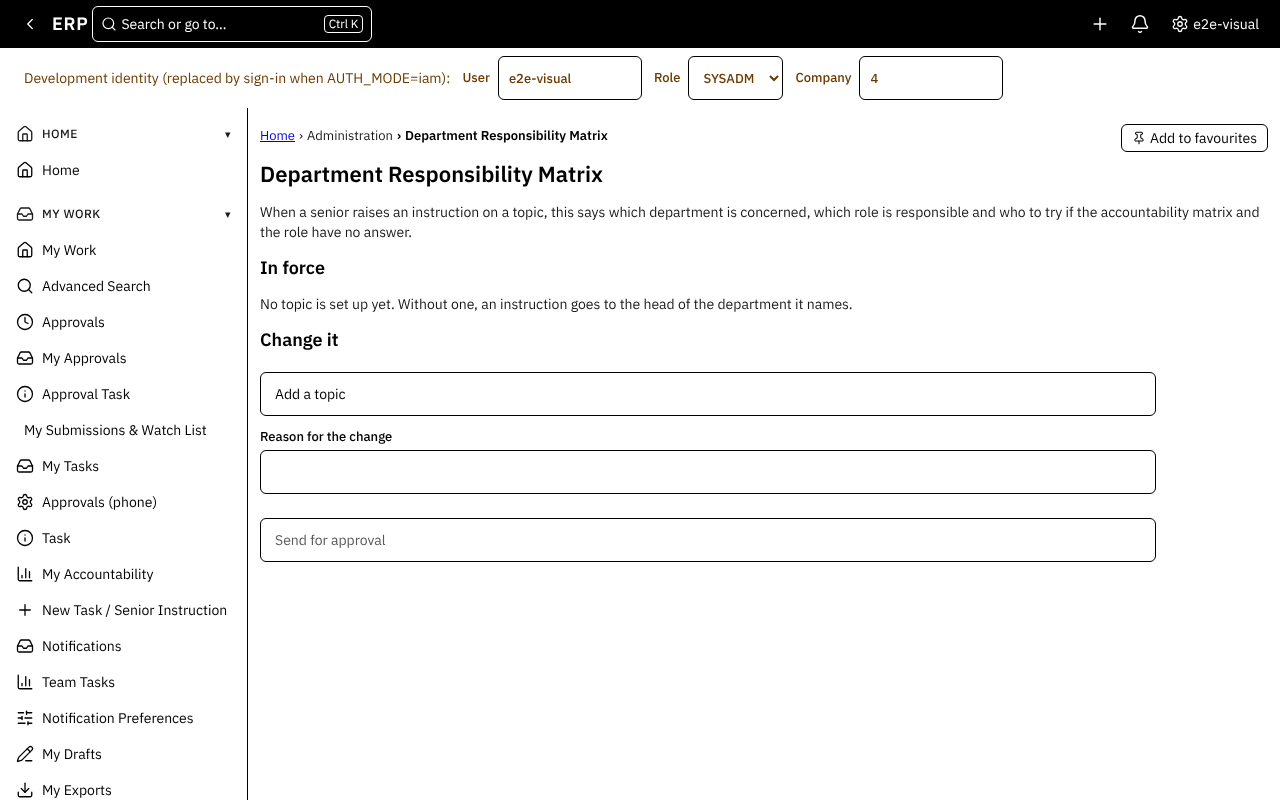 ERP
Search or go to...
Ctrl K
e2e-visual
Development identity (replaced by sign-in when AUTH_MODE=iam):
User
e2e-visual
Role
SYSADM
Company
4
HOME
Home
MY WORK
My Work
Advanced Search
Approvals
My Approvals
Approval Task
My Submissions & Watch List
My Tasks
Approvals (phone)
Task
My Accountability
New Task / Senior Instruction
Notifications
Team Tasks
Notification Preferences
My Drafts
My Exports
Home › Administration › Department Responsibility Matrix
Add to favourites
Department Responsibility Matrix
When a senior raises an instruction on a topic, this says which department is concerned, which role is responsible and who to try if the accountability matrix and
the role have no answer.
In force
No topic is set up yet. Without one, an instruction goes to the head of the department it names.
Change it
Add a topic
Reason for the change
Send for approval